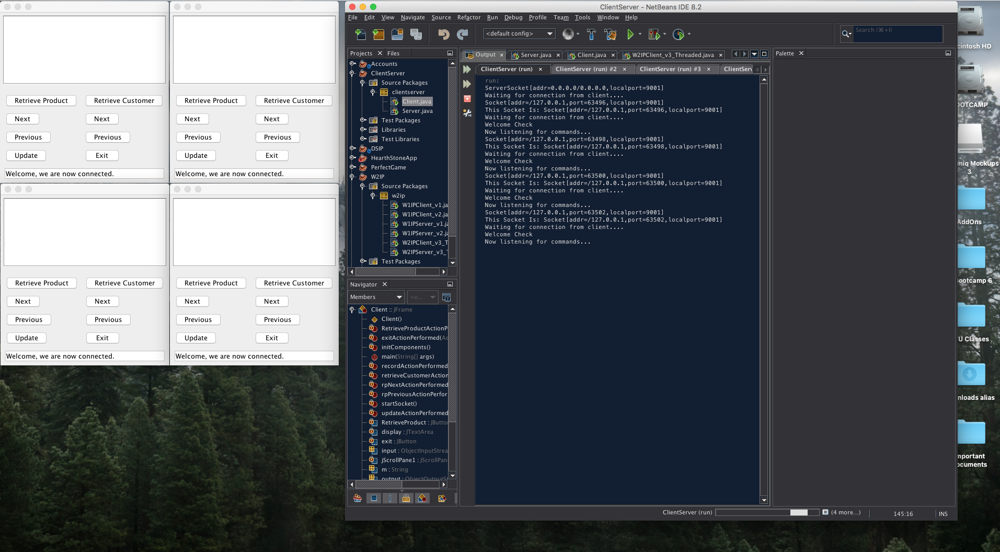 Retrieve Product
Retrieve Customer
Next
Next
Previous
Previous
Update
Exit
Welcome, we are now connected.
Retrieve Product
Retrieve Customer
Next
Next
Previous
Previous
Update
Exit
Welcome, we are now connected.
Retrieve Product
Retrieve Customer
Next
Next
Previous
Previous
Update
Exit
Welcome, we are now connected.
Retrieve Product
Retrieve Customer
Next
Next
Previous
Previous
Update
Exit
Welcome, we are now connected.
ClientServer - NetBeans IDE 8.2
File Edit View Navigate Source Refactor Run Debug Profile Team Tools Window Help
<default config>
Search (⌘+I)
Projects
Files
Accounts
ClientServer
Source Packages
clientserver
Client.java
Server.java
Test Packages
Libraries
Test Libraries
DSIP
HearthStoneApp
PerfectGame
W2IP
Source Packages
w2ip
W1IPClient_v1.ja
W1IPClient_v2.ja
W1IPServer_v1.ja
W1IPServer_v2.ja
W2IPClient_v3_T
W2IPServer_v3_T
Test Packages
Navigator
Members
<e...
Client :: JFrame
Client()
RetrieveProductActionP
exitActionPerformed(Ac
initComponents()
main(String[] args)
recordActionPerformed
retrieveCustomerAction
rpNextActionPerformed
rpPreviousActionPerfor
startSocket()
updateActionPerformed
RetrieveProduct : JButto
display : JTextArea
exit : JButton
input : ObjectInputStrea
jScrollPane1 : JScrollPan
m : String
output : ObjectOutputSt
Output
Server.java
Client.java
W2IPClient_v3_Threaded.java
ClientServer (run)
ClientServer (run) #2
ClientServer (run) #3
ClientServ
run:
ServerSocket[addr=0.0.0.0/0.0.0.0,localport=9001]
Waiting for connection from client....
Socket[addr=/127.0.0.1,port=63496,localport=9001]
This Socket Is: Socket[addr=/127.0.0.1,port=63496,localport=9001]
Waiting for connection from client....
Welcome Check
Now listening for commands...
Socket[addr=/127.0.0.1,port=63498,localport=9001]
This Socket Is: Socket[addr=/127.0.0.1,port=63498,localport=9001]
Waiting for connection from client....
Welcome Check
Now listening for commands...
Socket[addr=/127.0.0.1,port=63500,localport=9001]
This Socket Is: Socket[addr=/127.0.0.1,port=63500,localport=9001]
Waiting for connection from client....
Welcome Check
Now listening for commands...
Socket[addr=/127.0.0.1,port=63502,localport=9001]
This Socket Is: Socket[addr=/127.0.0.1,port=63502,localport=9001]
Waiting for connection from client....
Welcome Check
Now listening for commands...
Palette
ClientServer (run)
(4 more...)
145:16
INS
cintosh HD
OOTCAMP
miq Mockups
3
AddOns
Bootcamp 6
U Classes
nloads alias
mportant
ocuments